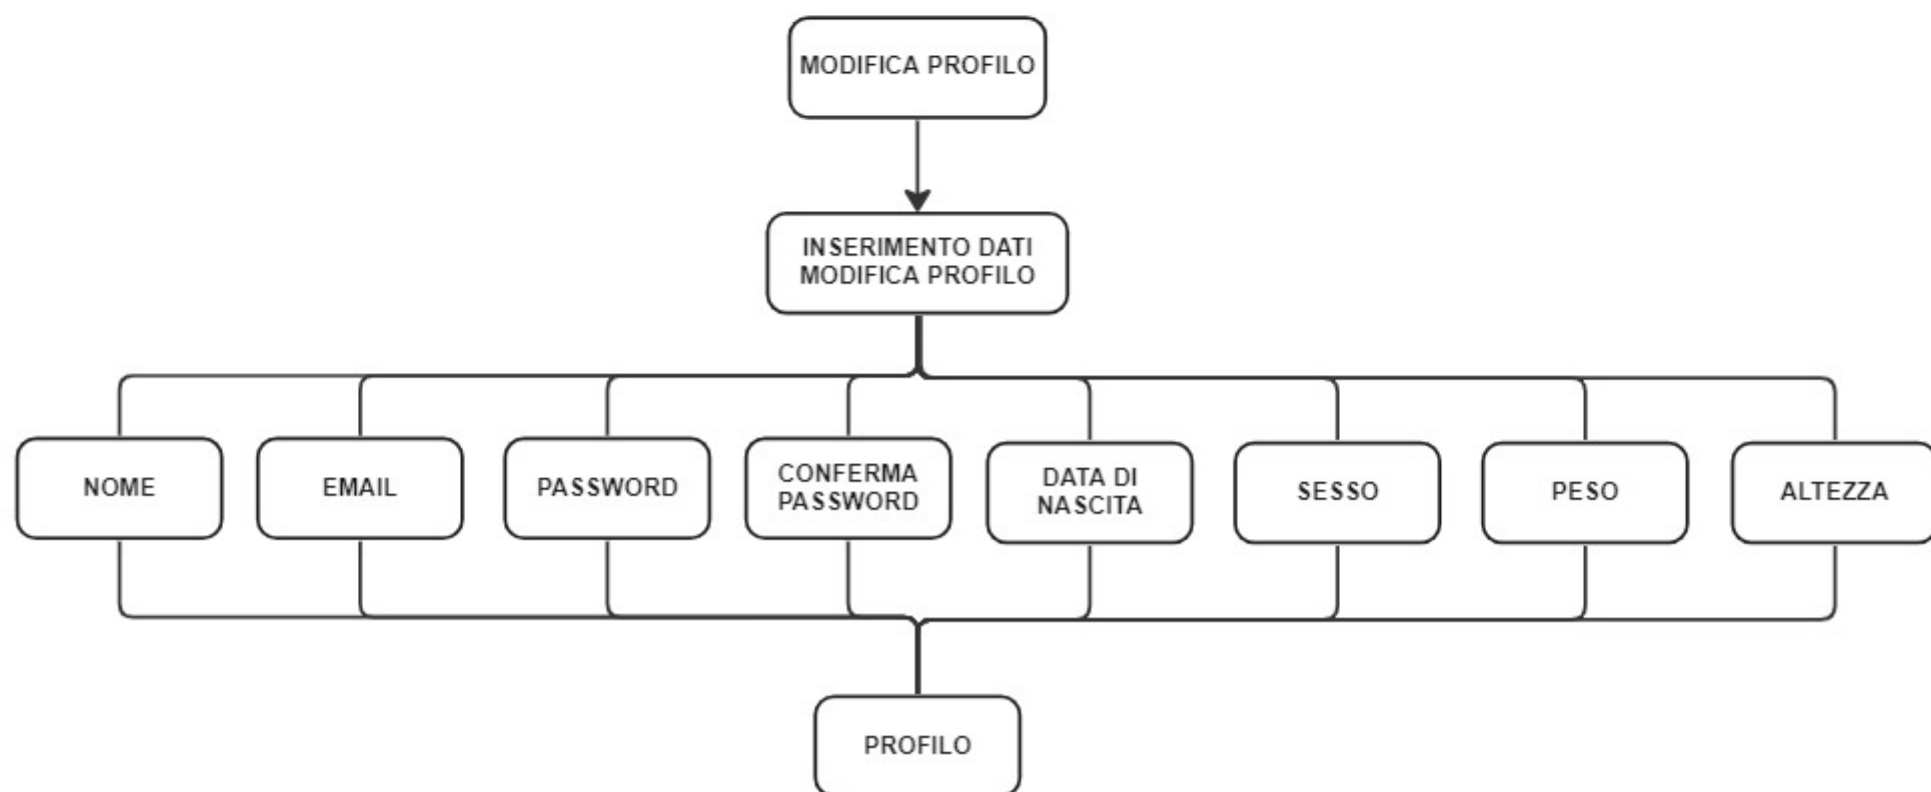 MODIFICA PROFILO
INSERIMENTO DATI
MODIFICA PROFILO
NOME
EMAIL
PASSWORD
CONFERMA
PASSWORD
DATA DI
NASCITA
SESSO
PESO
ALTEZZA
PROFILO